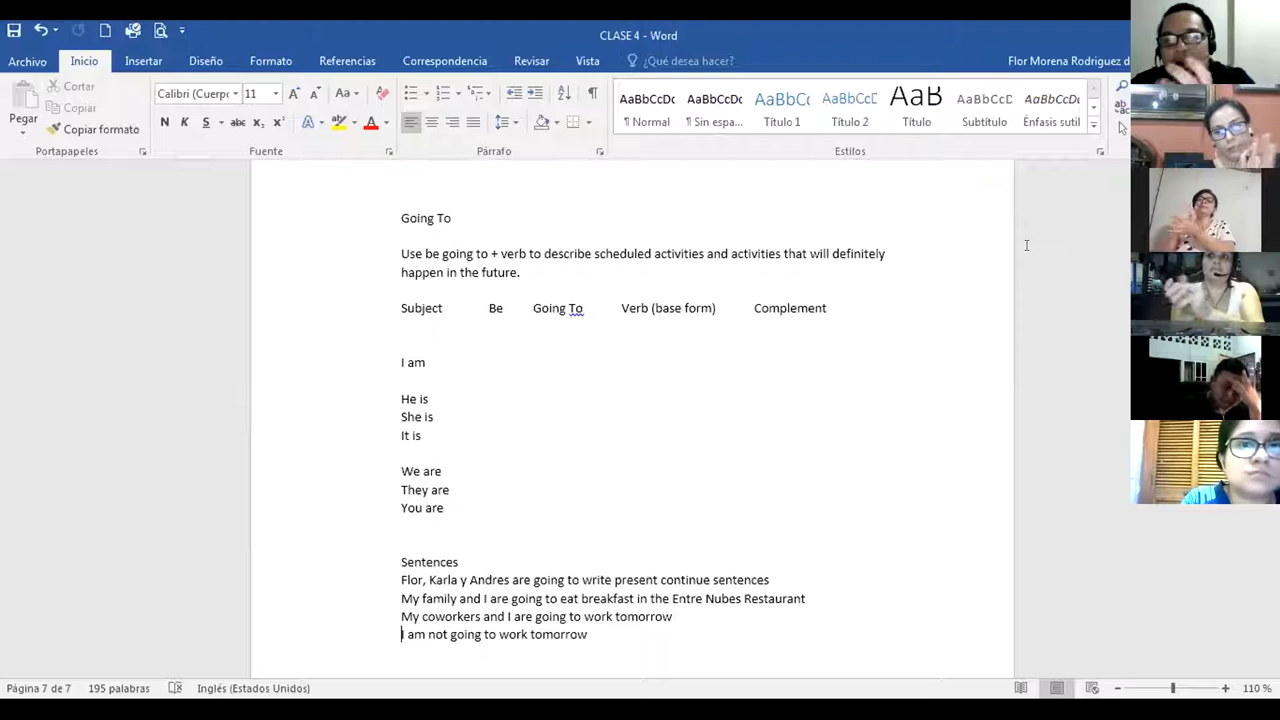 CLASE 4 - Word
Archivo Inicio Insertar Diseño Formato Referencias Correspondencia Revisar Vista ¿Qué desea hacer? Flor Morena Rodriguez d
Pegar
Cortar
Copiar
Copiar formato
Portapapeles
Calibri (Cuerpo 11
N K S abc x₂ x²
Fuente
Párrafo
AaBbCcDc AaBbCcDc AaBbCc AaBbCcD AaB AaBbCcD AaBbCcDc
¶ Normal ¶ Sin espa... Título 1 Título 2 Título Subtítulo Énfasis sutil
Estilos
Going To
Use be going to + verb to describe scheduled activities and activities that will definitely
happen in the future.
Subject Be Going To Verb (base form) Complement
I am
He is
She is
It is
We are
They are
You are
Sentences
Flor, Karla y Andres are going to write present continue sentences
My family and I are going to eat breakfast in the Entre Nubes Restaurant
My coworkers and I are going to work tomorrow
I am not going to work tomorrow
Página 7 de 7 195 palabras Inglés (Estados Unidos) 110 %